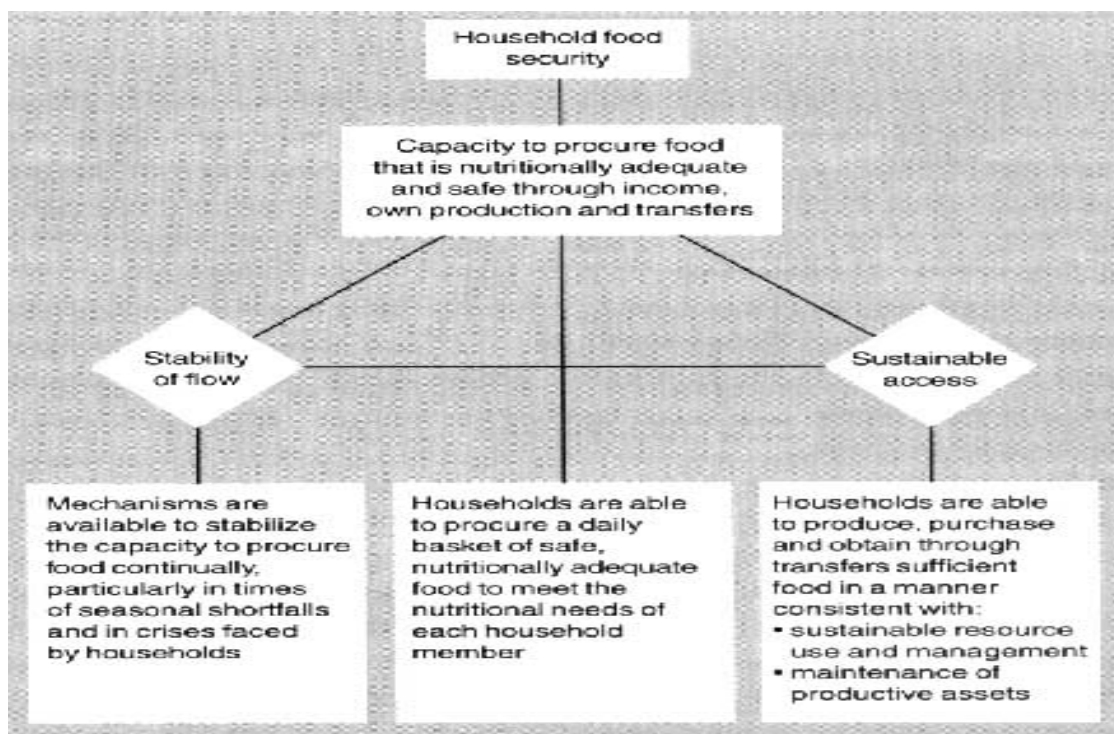 Household food
security
Capacity to procure food
that is nutritionally adequate
and safe through income,
own production and transfers
Stability
of flow
Sustainable
access
Mechanisms are
available to stabilize
the capacity to procure
food continually,
particularly in times
of seasonal shortfalls
and in crises faced
by households
Households are able
to procure a daily
basket of safe,
nutritionally adequate
food to meet the
nutritional needs of
each household
member
Households are able
to produce, purchase
and obtain through
transfers sufficient
food in a manner
consistent with:
• sustainable resource
use and management
• maintenance of
productive assets